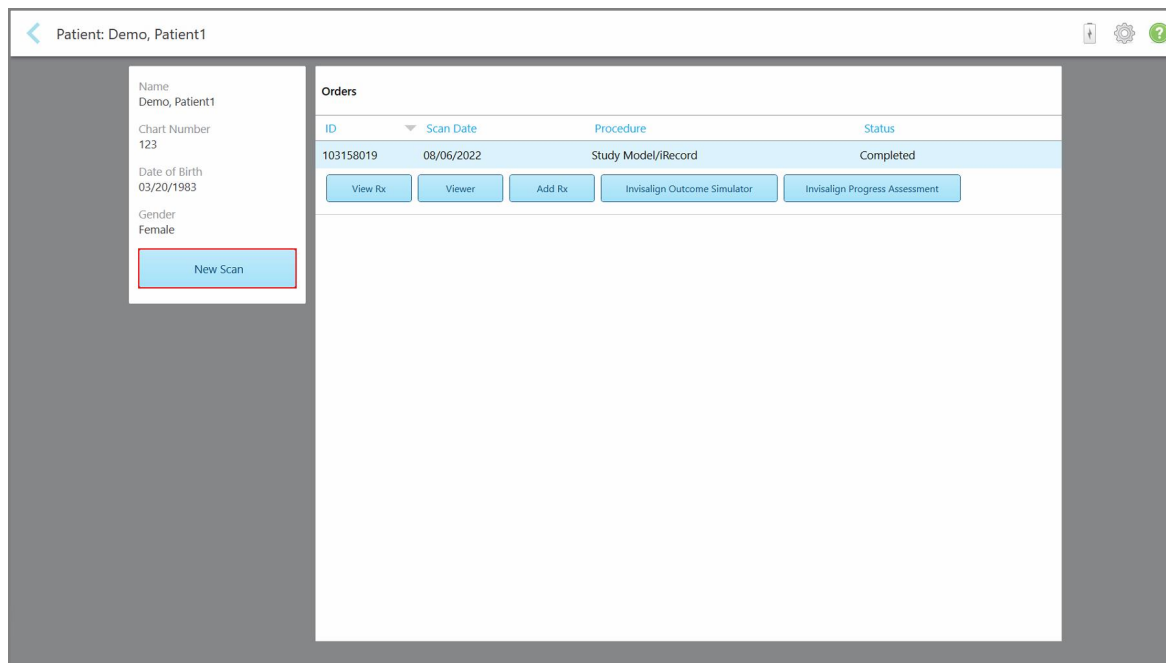 Patient: Demo, Patient1
?
Name
Demo, Patient1
Chart Number
123
Date of Birth
03/20/1983
Gender
Female
New Scan
Orders
ID Scan Date Procedure Status
103158019 08/06/2022 Study Model/iRecord Completed
View Rx Viewer Add Rx Invisalign Outcome Simulator Invisalign Progress Assessment